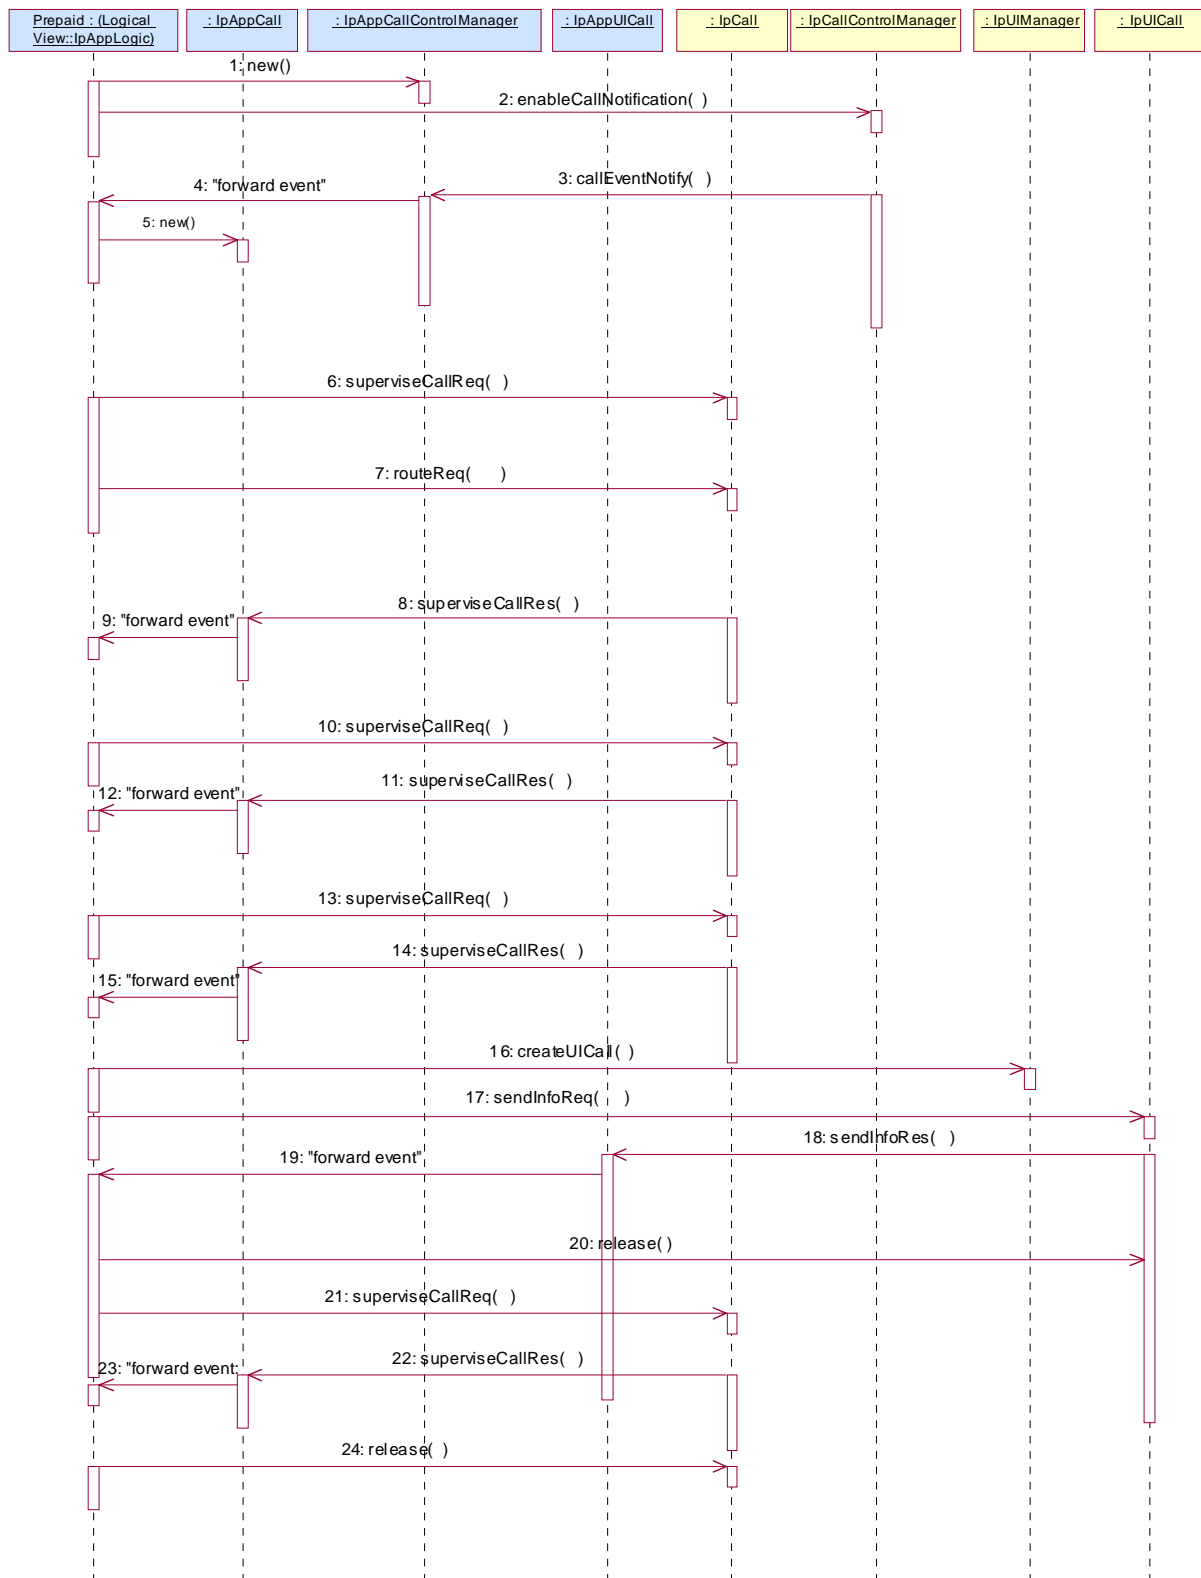 Prepaid : (Logical
View::IpAppLogic)
: IpAppCall
: IpAppCallControlManager
: IpAppUICall
: IpCall
: IpCallControlManager
: IpUIManager
: IpUICall
1: new()
2: enableCallNotification( )
3: callEventNotify( )
4: "forward event"
5: new()
6: superviseCallReq( )
7: routeReq( )
8: superviseCallRes( )
9: "forward event"
10: superviseCallReq( )
11: superviseCallRes( )
12: "forward event"
13: superviseCallReq( )
14: superviseCallRes( )
15: "forward event"
16: createUICall( )
17: sendInfoReq( )
18: sendInfoRes( )
19: "forward event"
20: release( )
21: superviseCallReq( )
22: superviseCallRes( )
23: "forward event:
24: release( )